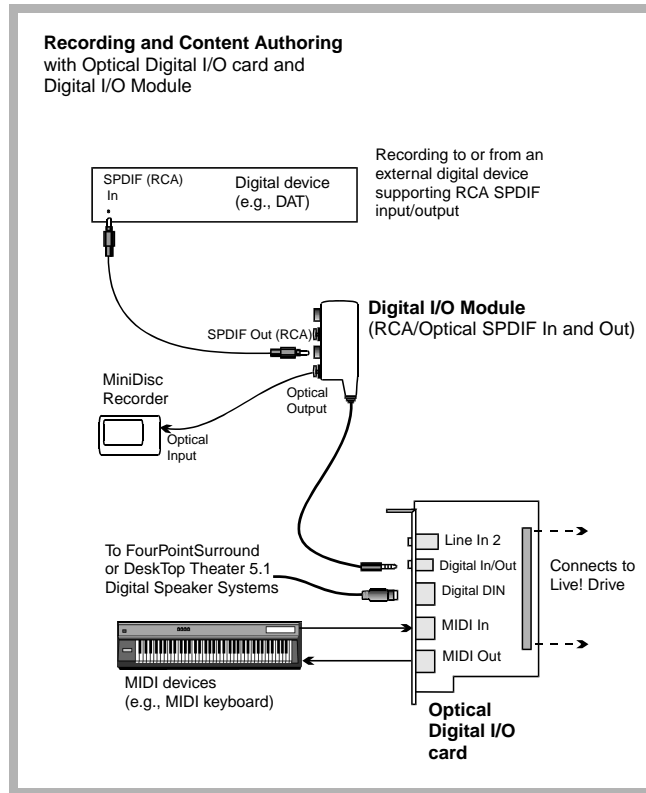 Recording and Content Authoring
with Optical Digital I/O card and
Digital I/O Module
Recording to or from an
external digital device
supporting RCA SPDIF
input/output
SPDIF (RCA)
In
Digital device
(e.g., DAT)
Digital I/O Module
(RCA/Optical SPDIF In and Out)
SPDIF Out (RCA)
MiniDisc
Recorder
Optical
Output
Optical
Input
Line In 2
Digital In/Out
Digital DIN
MIDI In
MIDI Out
Connects to
Live! Drive
To FourPointSurround
or DeskTop Theater 5.1
Digital Speaker Systems
MIDI devices
(e.g., MIDI keyboard)
Optical
Digital I/O
card